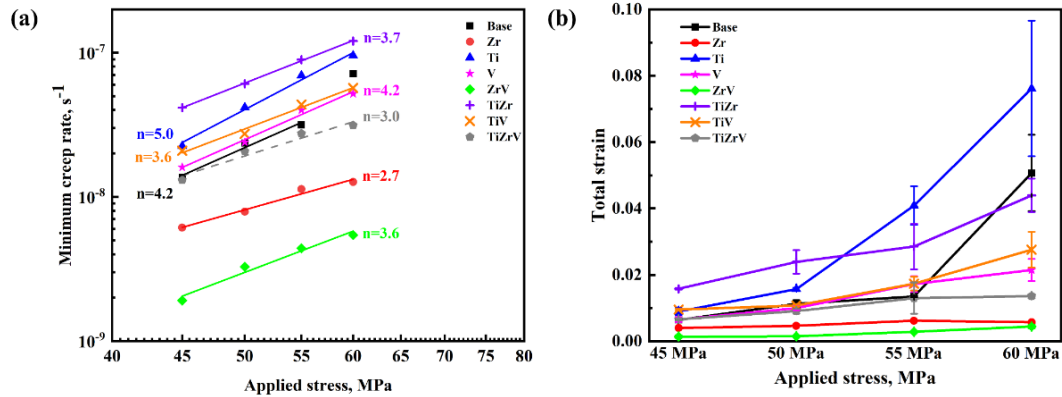 (a)
Minimum creep rate, s⁻¹
10⁻⁷
10⁻⁸
10⁻⁹
40
45
50
55
60
65
70
75
80
Applied stress, MPa
n=3.7
n=5.0
n=4.2
n=3.6
n=3.0
n=4.2
n=2.7
n=3.6
Base
Zr
Ti
V
ZrV
TiZr
TiV
TiZrV
(b)
Total strain
0.10
0.08
0.06
0.04
0.02
0.00
45 MPa
50 MPa
55 MPa
60 MPa
Applied stress, MPa
Base
Zr
Ti
V
ZrV
TiZr
TiV
TiZrV